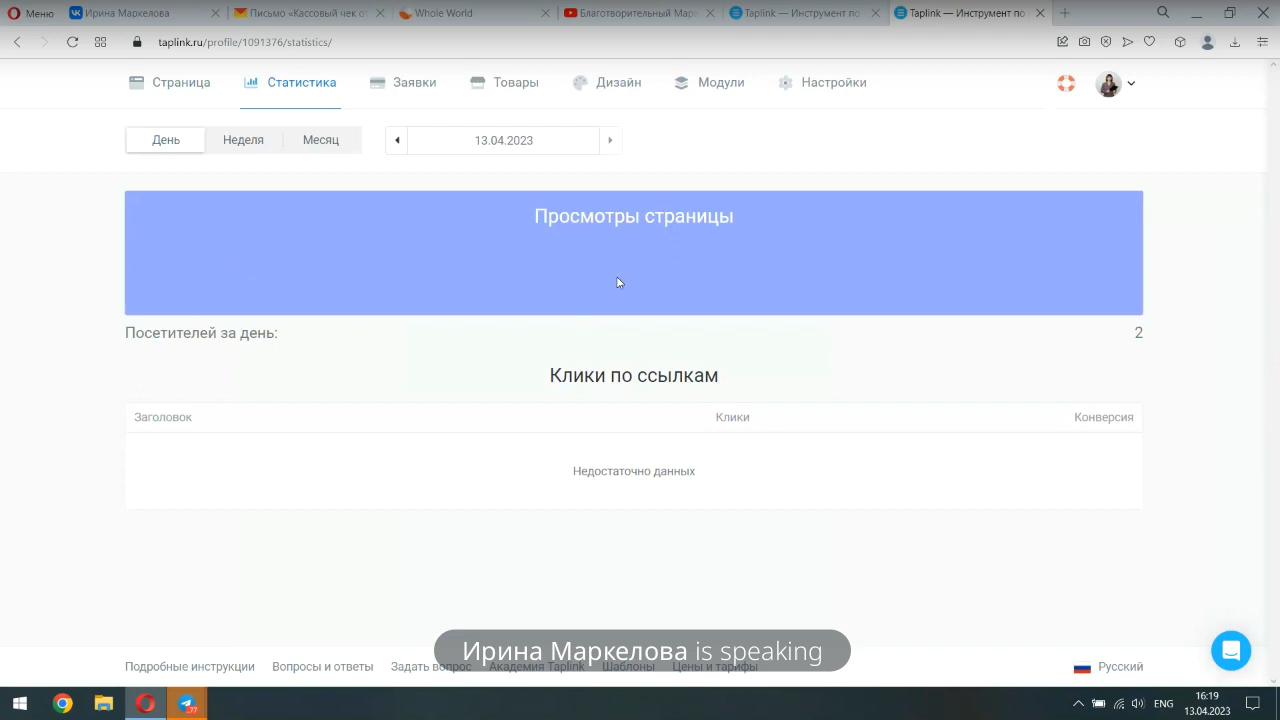 Меню
Ирина Маркелова
Письмо «Кассовый чек от
Whole World
Благотворительный Маре
Taplink — Инструмент по
Taplink — Инструмент по
taplink.ru/profile/1091376/statistics/
Страница
Статистика
Заявки
Товары
Дизайн
Модули
Настройки
День
Неделя
Месяц
13.04.2023
Просмотры страницы
Посетителей за день:
2
Клики по ссылкам
Заголовок
Клики
Конверсия
Недостаточно данных
Ирина Маркелова is speaking
Подробные инструкции
Вопросы и ответы
Задать вопрос
Академия Taplink
Шаблоны
Цены и тарифы
Русский
77
ENG
16:19
13.04.2023